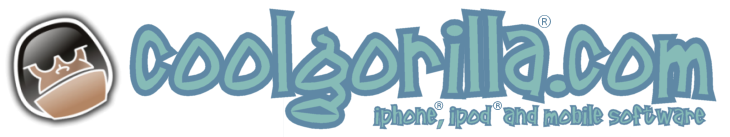 coolgorilla.com®
iphone®, ipod® and mobile software